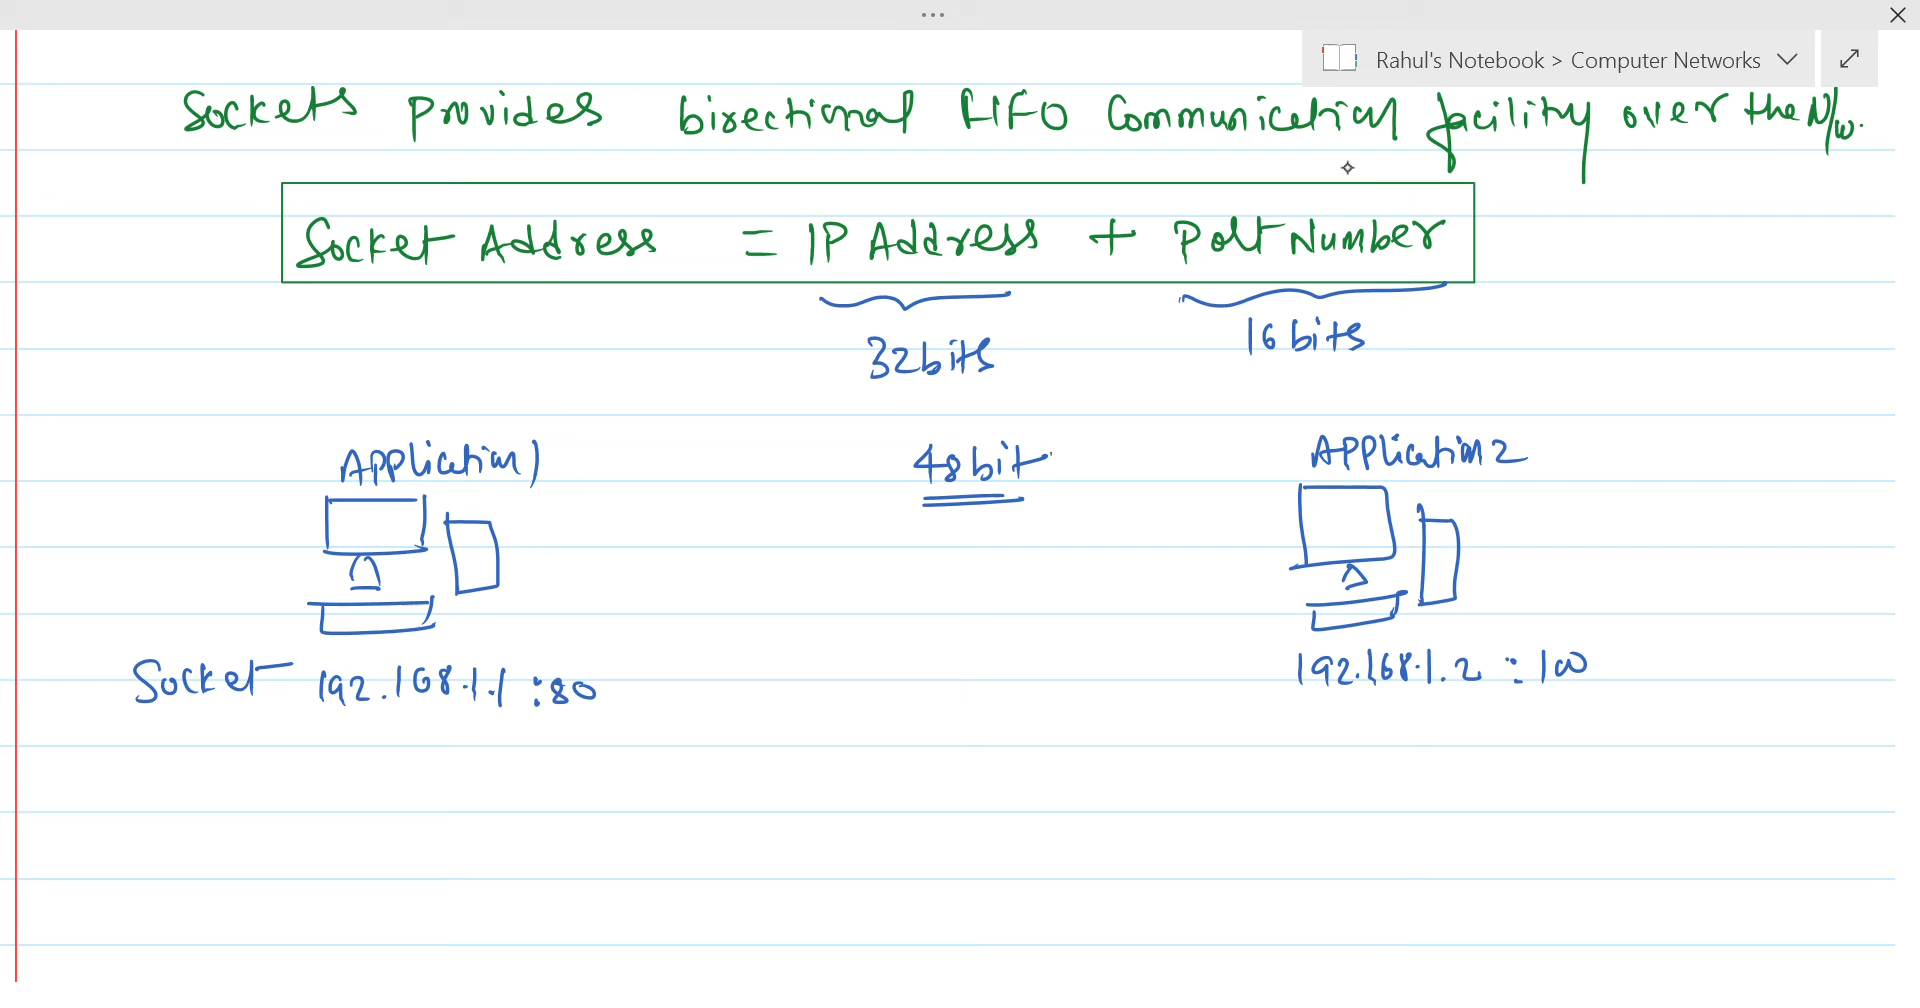 Rahul's Notebook > Computer Networks
Sockets provides birectional FIFO Communication facility over the N/w.
Socket Address = IP Address + Port Number
32 bits 16 bits
Application 1 48 bit Application 2
Socket 192.168.1.1 :80 192.168.1.2 : 100